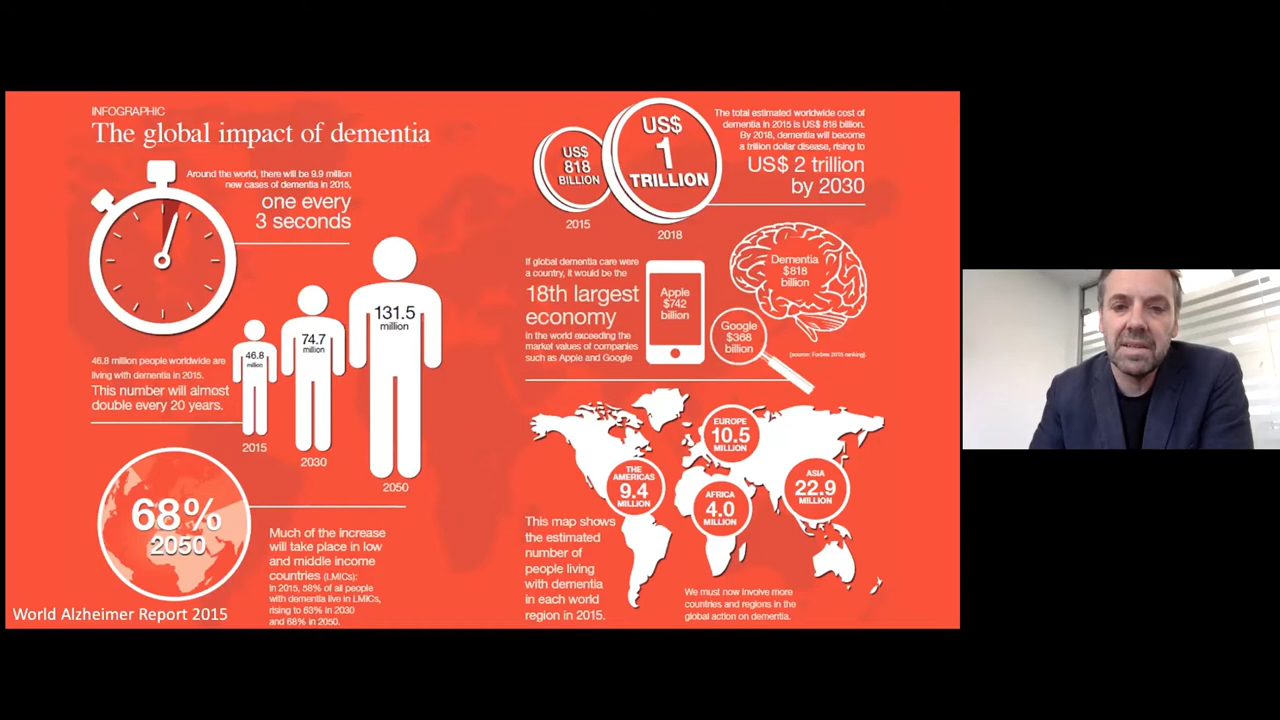 INFOGRAPHIC
The global impact of dementia
Around the world, there will be 9.9 million
new cases of dementia in 2015,
one every
3 seconds
46.8 million people worldwide are
living with dementia in 2015.
This number will almost
double every 20 years.
46.8
million
2015
74.7
million
2030
131.5
million
2050
68%
2050
Much of the increase
will take place in low
and middle income
countries (LMICs):
in 2015, 58% of all people
with dementia live in LMICs,
rising to 63% in 2030
and 68% in 2050.
World Alzheimer Report 2015
US$
818
BILLION
2015
US$
1
TRILLION
2018
The total estimated worldwide cost of
dementia in 2015 is US$ 818 billion.
By 2018, dementia will become
a trillion dollar disease, rising to
US$ 2 trillion
by 2030
If global dementia care were
a country, it would be the
18th largest
economy
in the world exceeding the
market values of companies
such as Apple and Google
Apple
$742
billion
Google
$368
billion
Dementia
$818
billion
(source: Forbes 2015 ranking).
EUROPE
10.5
MILLION
THE
AMERICAS
9.4
MILLION
AFRICA
4.0
MILLION
ASIA
22.9
MILLION
This map shows
the estimated
number of
people living
with dementia
in each world
region in 2015.
We must now involve more
countries and regions in the
global action on dementia.